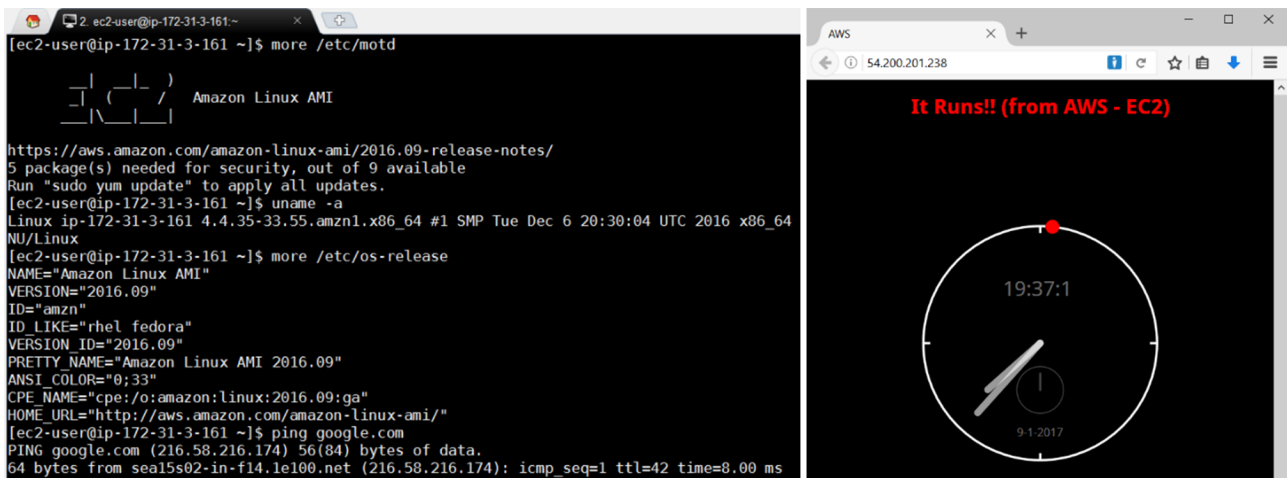 2. ec2-user@ip-172-31-3-161:~
[ec2-user@ip-172-31-3-161 ~]$ more /etc/motd
__|  __|_  )
_|  (     /   Amazon Linux AMI
___|\___|___|
https://aws.amazon.com/amazon-linux-ami/2016.09-release-notes/
5 package(s) needed for security, out of 9 available
Run "sudo yum update" to apply all updates.
[ec2-user@ip-172-31-3-161 ~]$ uname -a
Linux ip-172-31-3-161 4.4.35-33.55.amzn1.x86_64 #1 SMP Tue Dec 6 20:30:04 UTC 2016 x86_64
NU/Linux
[ec2-user@ip-172-31-3-161 ~]$ more /etc/os-release
NAME="Amazon Linux AMI"
VERSION="2016.09"
ID="amzn"
ID_LIKE="rhel fedora"
VERSION_ID="2016.09"
PRETTY_NAME="Amazon Linux AMI 2016.09"
ANSI_COLOR="0;33"
CPE_NAME="cpe:/o:amazon:linux:2016.09:ga"
HOME_URL="http://aws.amazon.com/amazon-linux-ami/"
[ec2-user@ip-172-31-3-161 ~]$ ping google.com
PING google.com (216.58.216.174) 56(84) bytes of data.
64 bytes from sea15s02-in-f14.1e100.net (216.58.216.174): icmp_seq=1 ttl=42 time=8.00 ms
AWS
54.200.201.238
It Runs!! (from AWS - EC2)
19:37:1
9-1-2017